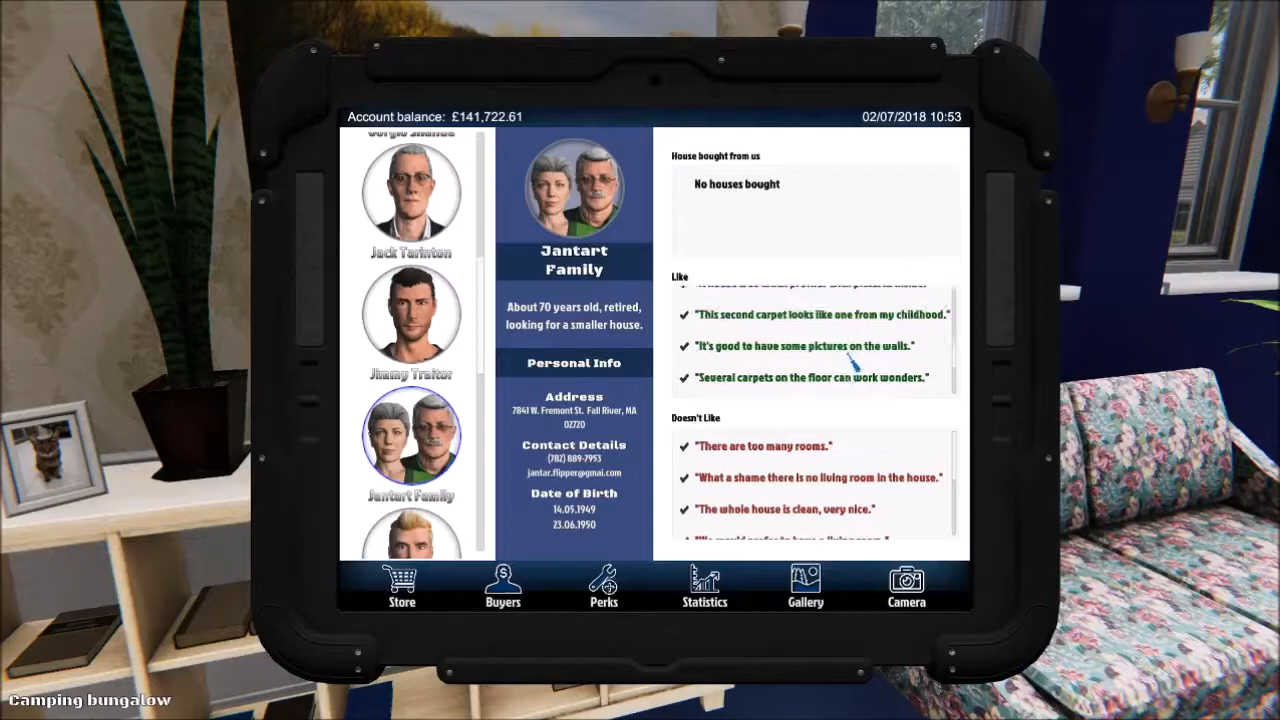 Account balance: £141,722.61
02/07/2018 10:53
Jack Tarinton
Jimmy Traitor
Jantart Family
Jantart
Family
About 70 years old, retired,
looking for a smaller house.
Personal Info
Address
7841 W. Fremont St. Fall River, MA
02720
Contact Details
(782) 889-7953
jantar.flipper@gmai.com
Date of Birth
14.05.1949
23.06.1950
House bought from us
No houses bought
Like
"This second carpet looks like one from my childhood."
"It's good to have some pictures on the walls."
"Several carpets on the floor can work wonders."
Doesn't Like
"There are too many rooms."
"What a shame there is no living room in the house."
"The whole house is clean, very nice."
Store
Buyers
Perks
Statistics
Gallery
Camera
Camping bungalow